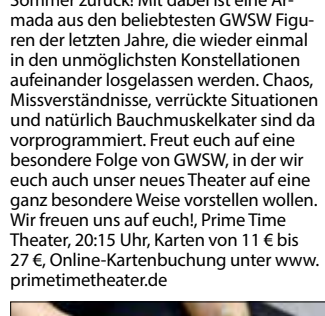 Sommer zurück! Mit dabei ist eine Ar-
mada aus den beliebtesten GWSW Figu-
ren der letzten Jahre, die wieder einmal
in den unmöglichsten Konstellationen
aufeinander losgelassen werden. Chaos,
Missverständnisse, verrückte Situationen
und natürlich Bauchmuskelkater sind da
vorprogrammiert. Freut euch auf eine
besondere Folge von GWSW, in der wir
euch auch unser neues Theater auf eine
ganz besondere Weise vorstellen wollen.
Wir freuen uns auf euch!, Prime Time
Theater, 20:15 Uhr, Karten von 11 € bis
27 €, Online-Kartenbuchung unter www.
primetimetheater.de